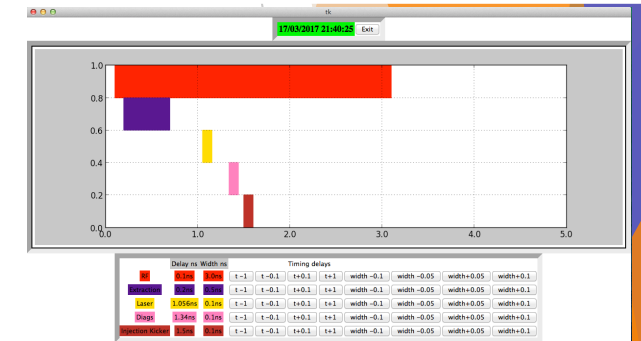 tk
17/03/2017 21:40:25 Exit
1.0
0.8
0.6
0.4
0.2
0.0
0.0 1.0 2.0 3.0 4.0 5.0
Delay ns Width ns Timing delays
RF 0.1ns 3.0ns t -1 t -0.1 t+0.1 t+1 width -0.1 width -0.05 width+0.05 width+0.1
Extraction 0.2ns 0.5ns t -1 t -0.1 t+0.1 t+1 width -0.1 width -0.05 width+0.05 width+0.1
Laser 1.056ns 0.1ns t -1 t -0.1 t+0.1 t+1 width -0.1 width -0.05 width+0.05 width+0.1
Diags 1.34ns 0.1ns t -1 t -0.1 t+0.1 t+1 width -0.1 width -0.05 width+0.05 width+0.1
Injection Kicker 1.5ns 0.1ns t -1 t -0.1 t+0.1 t+1 width -0.1 width -0.05 width+0.05 width+0.1